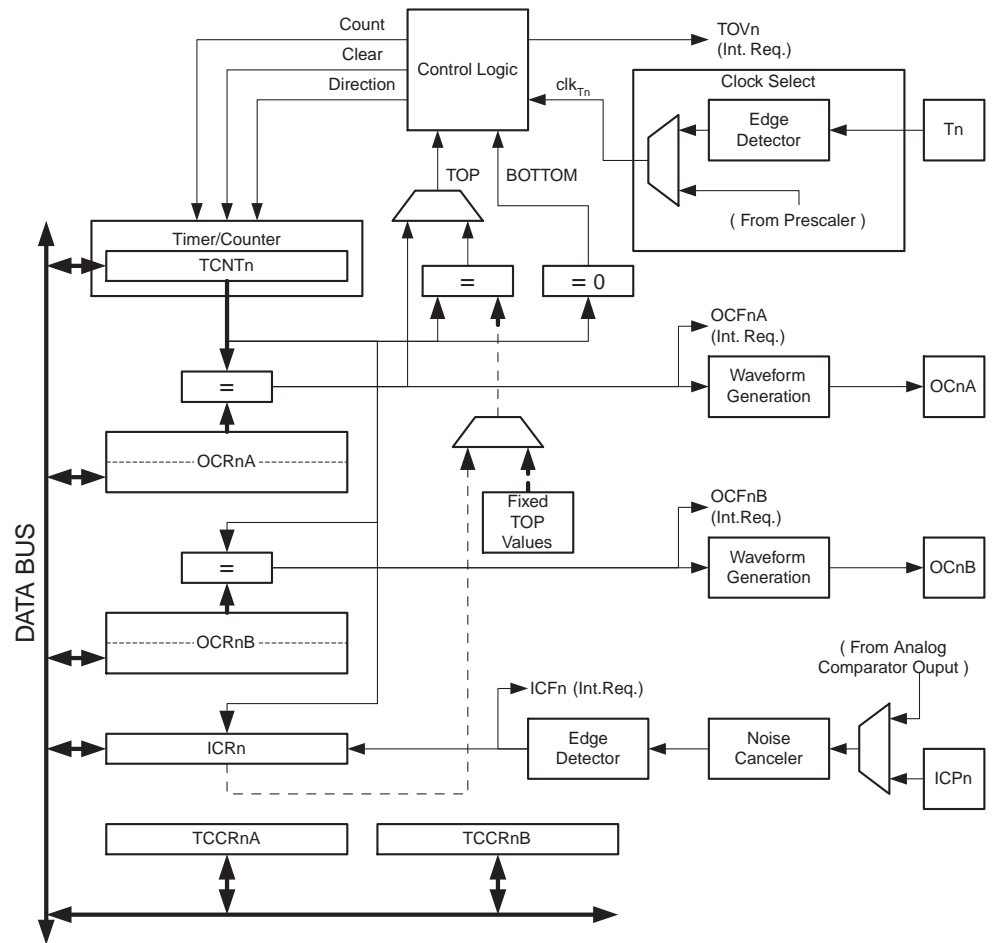 Count
Clear
Direction
Control Logic
TOVn
(Int. Req.)
clkTn
Clock Select
Edge
Detector
Tn
( From Prescaler )
TOP
BOTTOM
Timer/Counter
TCNTn
=
= 0
OCFnA
(Int. Req.)
=
Waveform
Generation
OCnA
OCRnA
Fixed
TOP
Values
OCFnB
(Int.Req.)
=
Waveform
Generation
OCnB
OCRnB
DATA BUS
( From Analog
Comparator Ouput )
ICFn (Int.Req.)
ICRn
Edge
Detector
Noise
Canceler
ICPn
TCCRnA
TCCRnB